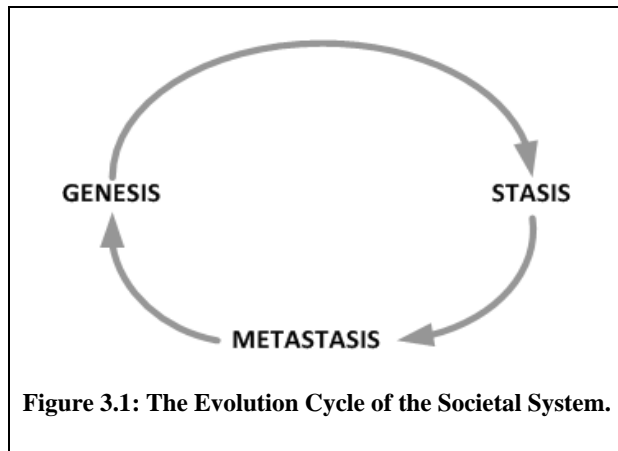 GENESIS
STASIS
METASTASIS
Figure 3.1: The Evolution Cycle of the Societal System.